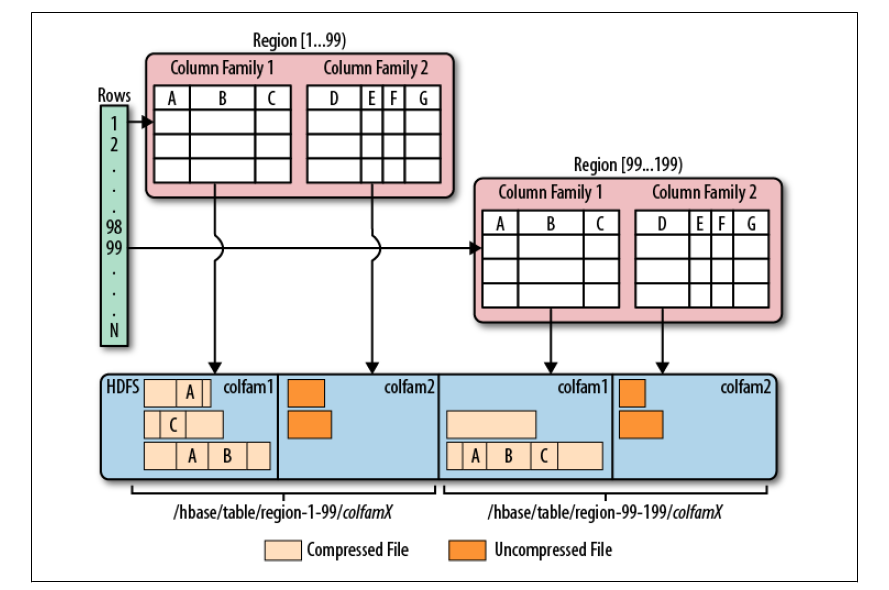 Region [1...99)
Column Family 1 Column Family 2
Rows
A B C D E F G
1
2
.
.
.
98
99
.
.
.
N
Region [99...199)
Column Family 1 Column Family 2
A B C D E F G
HDFS A colfam1 colfam2 colfam1 colfam2
C
A B A B C
/hbase/table/region-1-99/colfamX /hbase/table/region-99-199/colfamX
Compressed File Uncompressed File